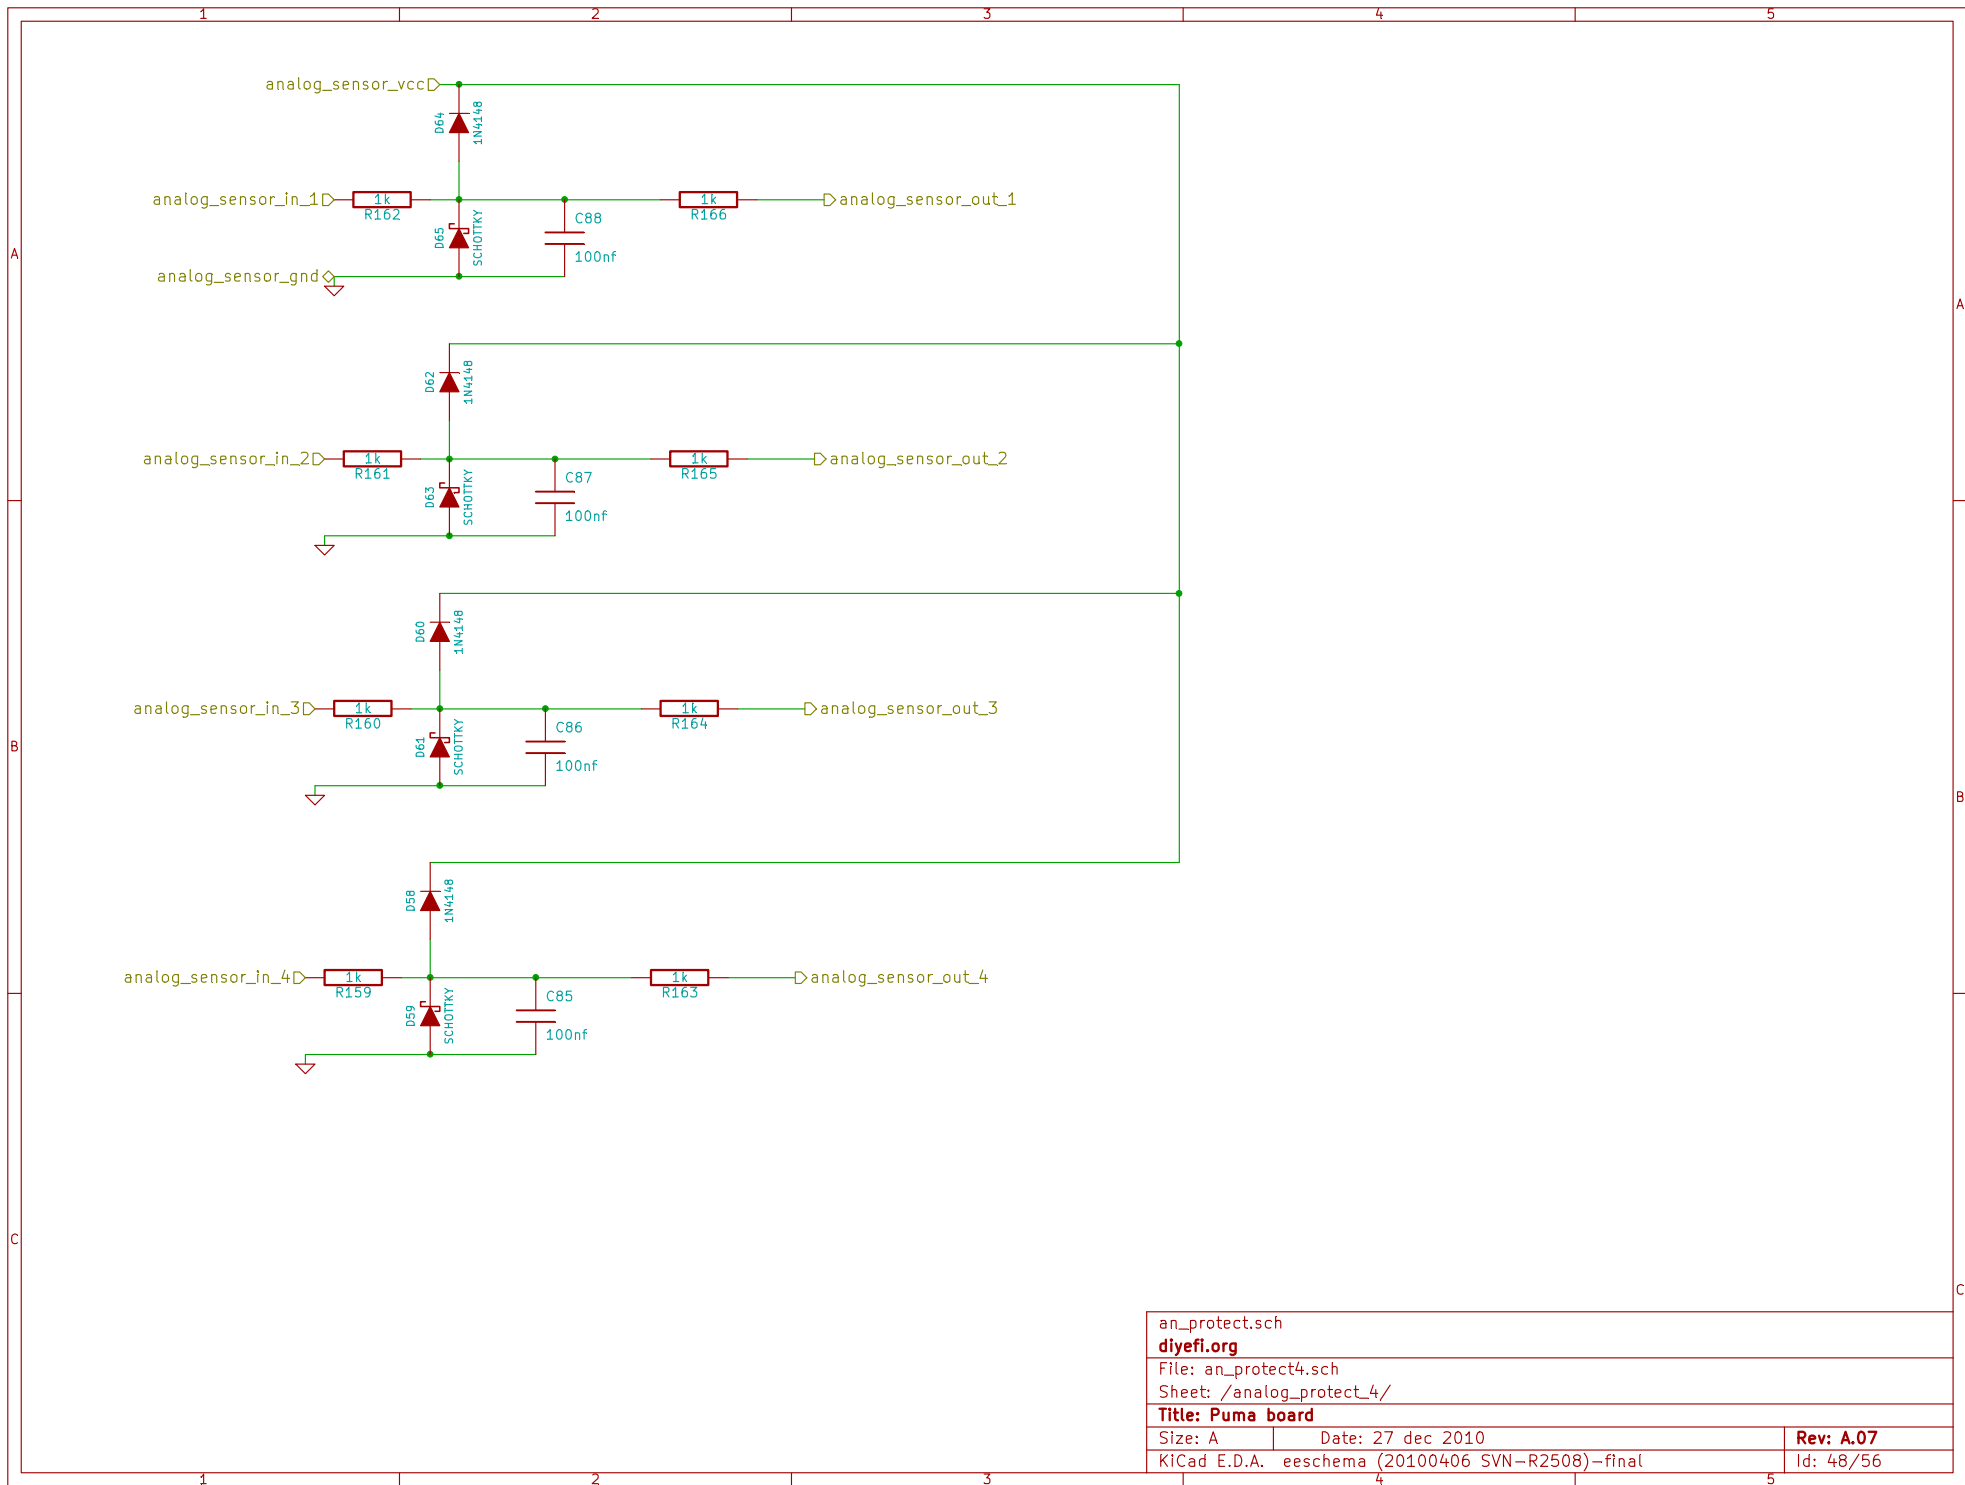 1 2 3 4 5
analog_sensor_vcc
D64 1N4148
analog_sensor_in_1 1k 1k analog_sensor_out_1
R162 R166
D65 SCHOTTKY C88
100nf
A
analog_sensor_gnd
A
D62 1N4148
analog_sensor_in_2 1k 1k analog_sensor_out_2
R161 R165
D63 SCHOTTKY C87
100nf
D60 1N4148
analog_sensor_in_3 1k 1k analog_sensor_out_3
R160 R164
D61 SCHOTTKY C86
B
100nf
B
D58 1N4148
analog_sensor_in_4 1k 1k analog_sensor_out_4
R159 R163
D59 SCHOTTKY C85
100nf
C
C
an_protect.sch
diyefi.org
File: an_protect4.sch
Sheet: /analog_protect_4/
Title: Puma board
Size: A Date: 27 dec 2010 Rev: A.07
KiCad E.D.A. eeschema (20100406 SVN-R2508)-final Id: 48/56
1 2 3 4 5